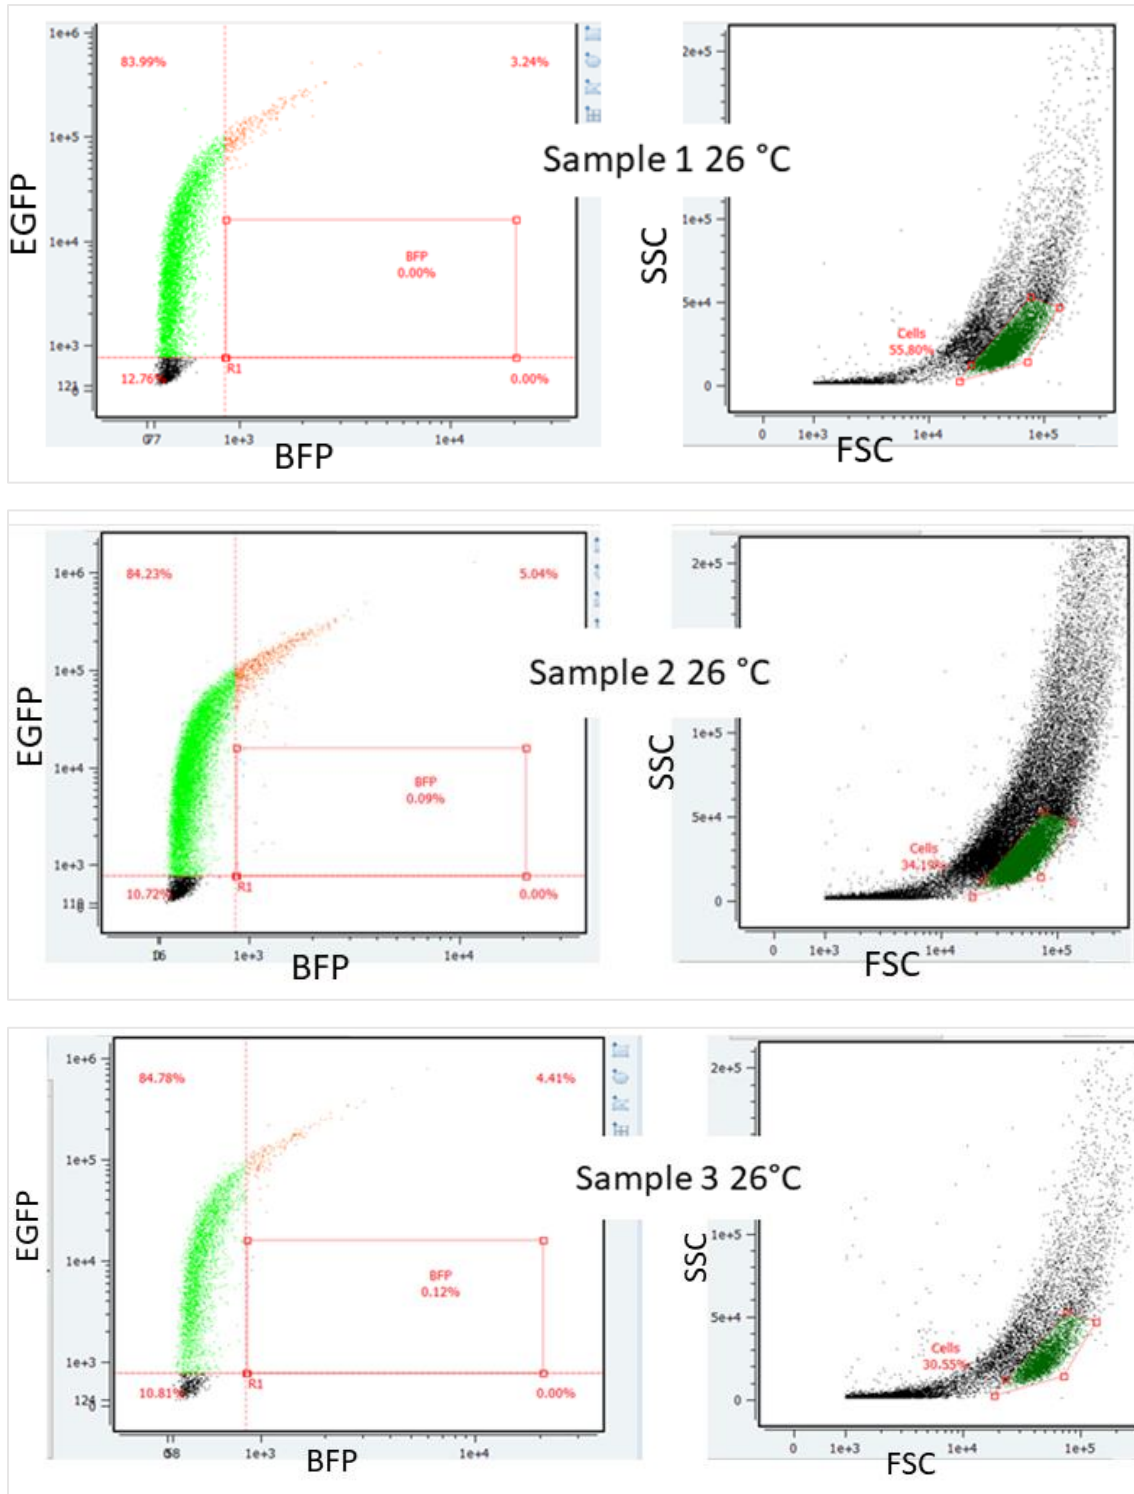 1e+6
83.99%
3.24%
2e+5
1e+5
Sample 1 26 °C
EGFP
SSC
1e+5
1e+4
BFP
0.00%
5e+4
Cells
55.80%
1e+3
R1
12.76%
0.00%
0
1e+3
1e+4
0
1e+3
1e+4
1e+5
BFP
FSC
84.23%
5.04%
1e+6
2e+5
1e+5
Sample 2 26 °C
EGFP
SSC
1e+5
1e+4
BFP
0.09%
5e+4
Cells
34.19%
1e+3
R1
10.72%
0.00%
0
1e+3
1e+4
0
1e+3
1e+4
1e+5
BFP
FSC
1e+6
84.78%
4.41%
2e+5
1e+5
Sample 3 26°C
EGFP
SSC
1e+5
1e+4
BFP
0.12%
5e+4
Cells
30.55%
1e+3
R1
10.81%
0.00%
0
1e+3
1e+4
0
1e+3
1e+4
1e+5
BFP
FSC